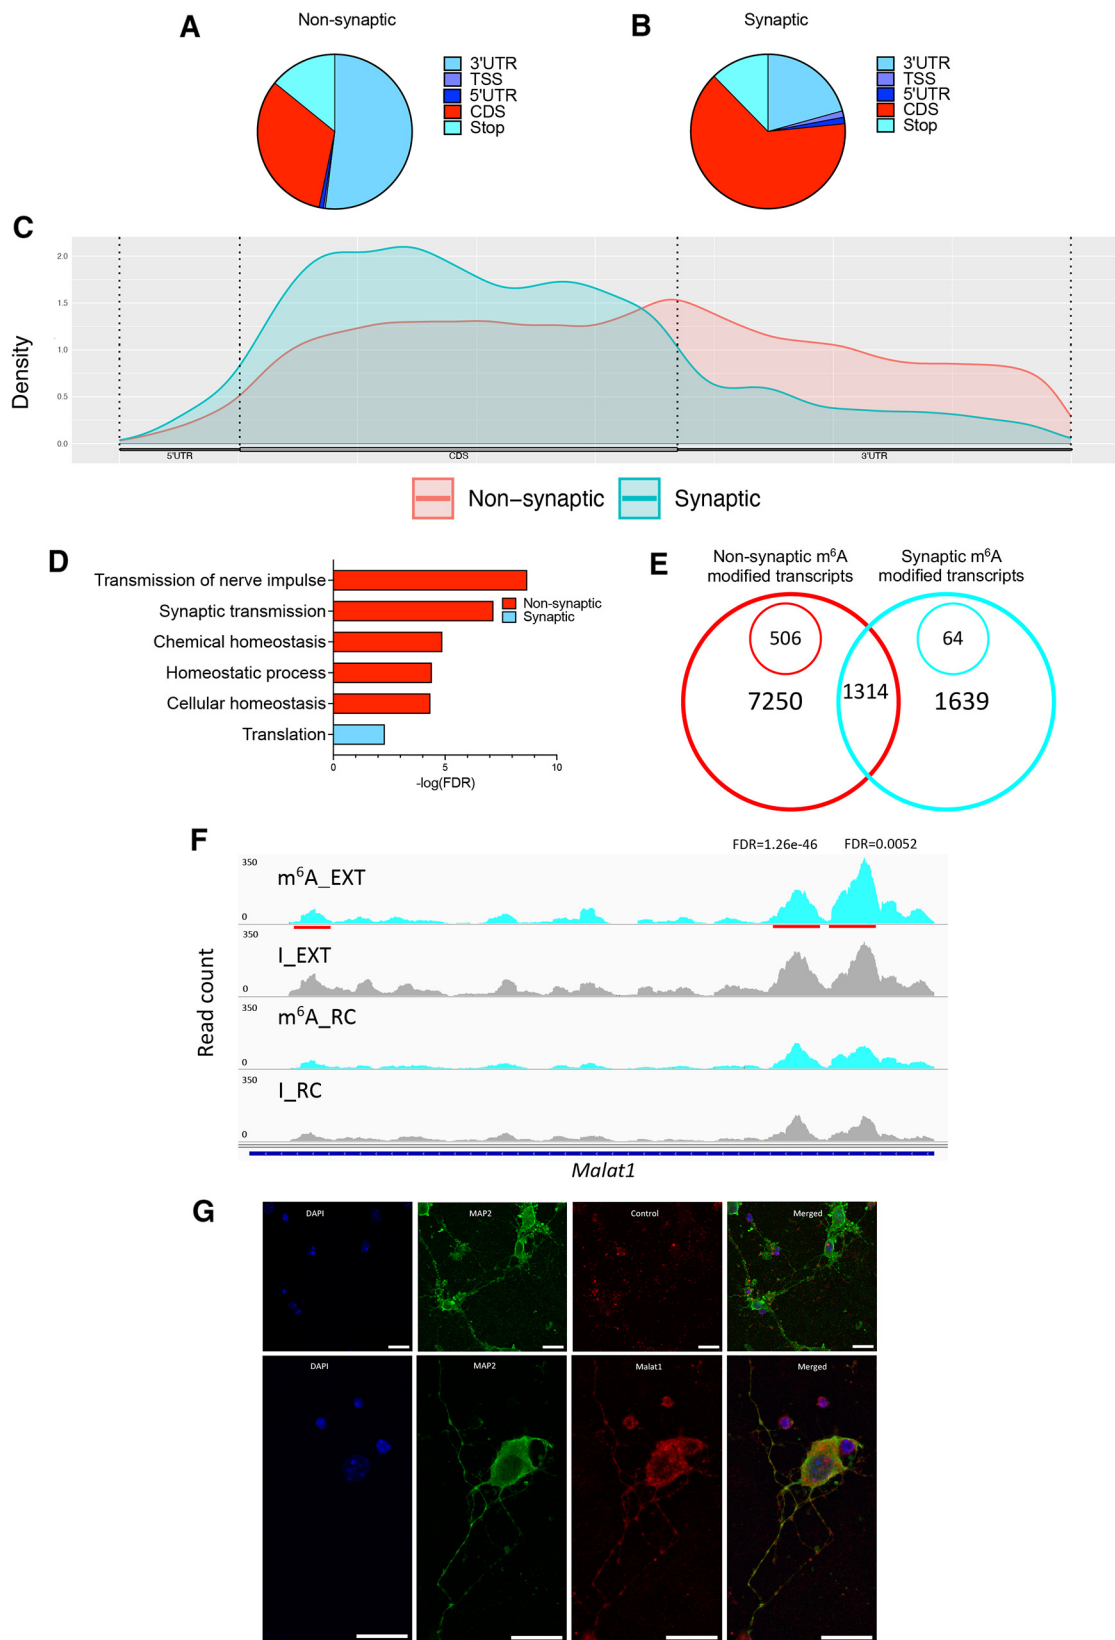 A
Non-synaptic
3'UTR
TSS
5'UTR
CDS
Stop
B
Synaptic
3'UTR
TSS
5'UTR
CDS
Stop
C
Density
2.0
1.5
1.0
0.5
0.0
5'UTR
CDS
3'UTR
Non-synaptic
Synaptic
D
Transmission of nerve impulse
Synaptic transmission
Chemical homeostasis
Homeostatic process
Cellular homeostasis
Translation
Non-synaptic
Synaptic
0 5 10
-log(FDR)
E
Non-synaptic m⁶A
modified transcripts
Synaptic m⁶A
modified transcripts
506
64
7250
1314
1639
F
FDR=1.26e-46 FDR=0.0052
Read count
350
m⁶A_EXT
0
350
I_EXT
0
350
m⁶A_RC
0
350
I_RC
0
Malat1
G
DAPI
MAP2
Control
Merged
DAPI
MAP2
Malat1
Merged